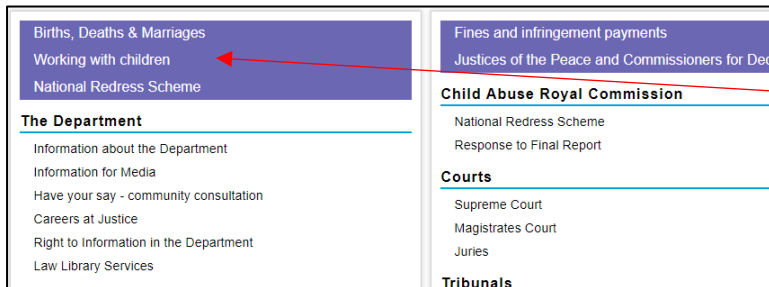 Births, Deaths & Marriages
Working with children
National Redress Scheme
The Department
Information about the Department
Information for Media
Have your say - community consultation
Careers at Justice
Right to Information in the Department
Law Library Services
Fines and infringement payments
Justices of the Peace and Commissioners for Dec
Child Abuse Royal Commission
National Redress Scheme
Response to Final Report
Courts
Supreme Court
Magistrates Court
Juries
Tribunals